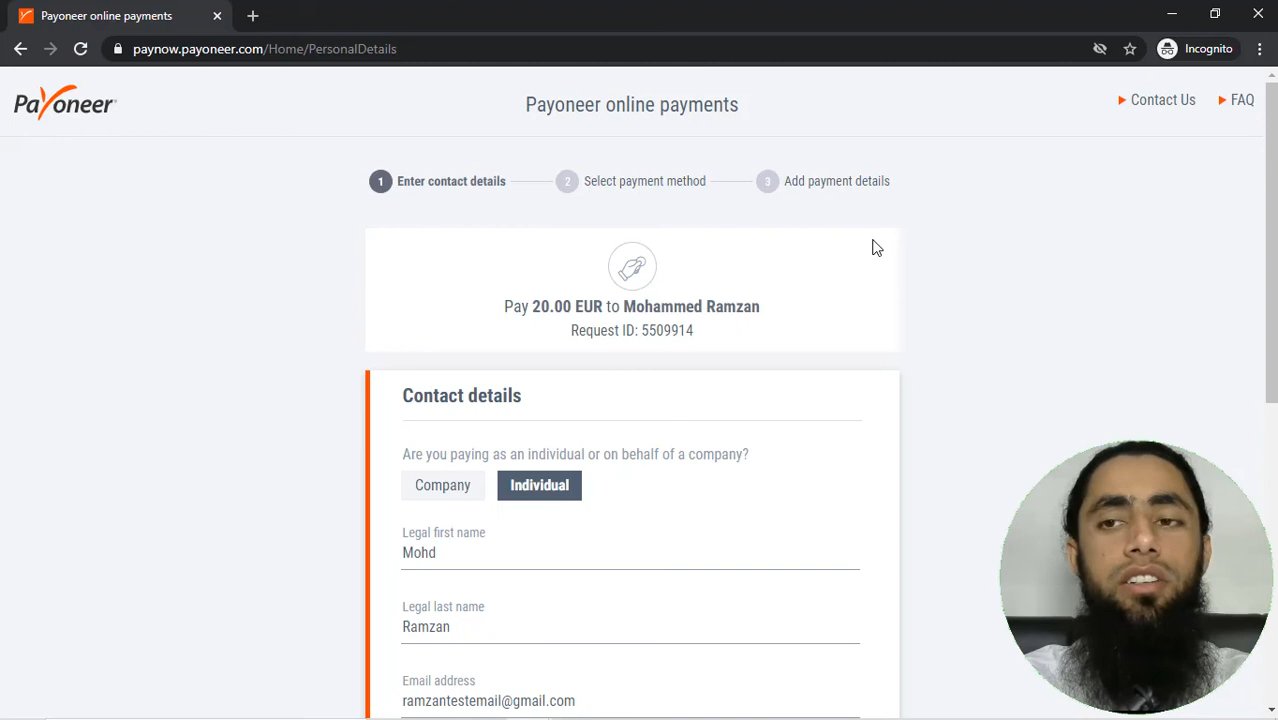 Payoneer online payments
paynow.payoneer.com/Home/PersonalDetails
Incognito
Payoneer
Payoneer online payments
Contact Us
FAQ
1 Enter contact details
2 Select payment method
3 Add payment details
Pay 20.00 EUR to Mohammed Ramzan
Request ID: 5509914
Contact details
Are you paying as an individual or on behalf of a company?
Company
Individual
Legal first name
Mohd
Legal last name
Ramzan
Email address
ramzantestemail@gmail.com